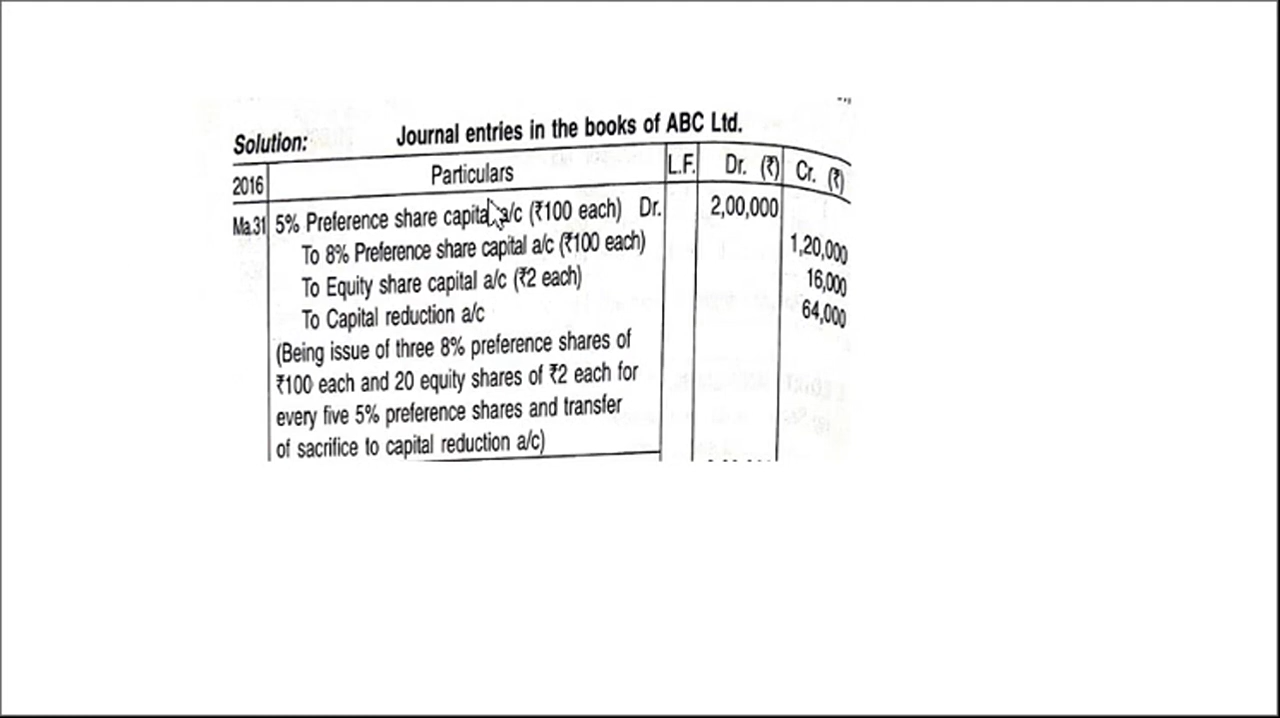 Solution: Journal entries in the books of ABC Ltd.
2016 Particulars L.F. Dr. (₹) Cr. (₹)
Ma.31 5% Preference share capital a/c (₹100 each) Dr. 2,00,000
To 8% Preference share capital a/c (₹100 each) 1,20,000
To Equity share capital a/c (₹2 each) 16,000
To Capital reduction a/c 64,000
(Being issue of three 8% preference shares of
₹100 each and 20 equity shares of ₹2 each for
every five 5% preference shares and transfer
of sacrifice to capital reduction a/c)